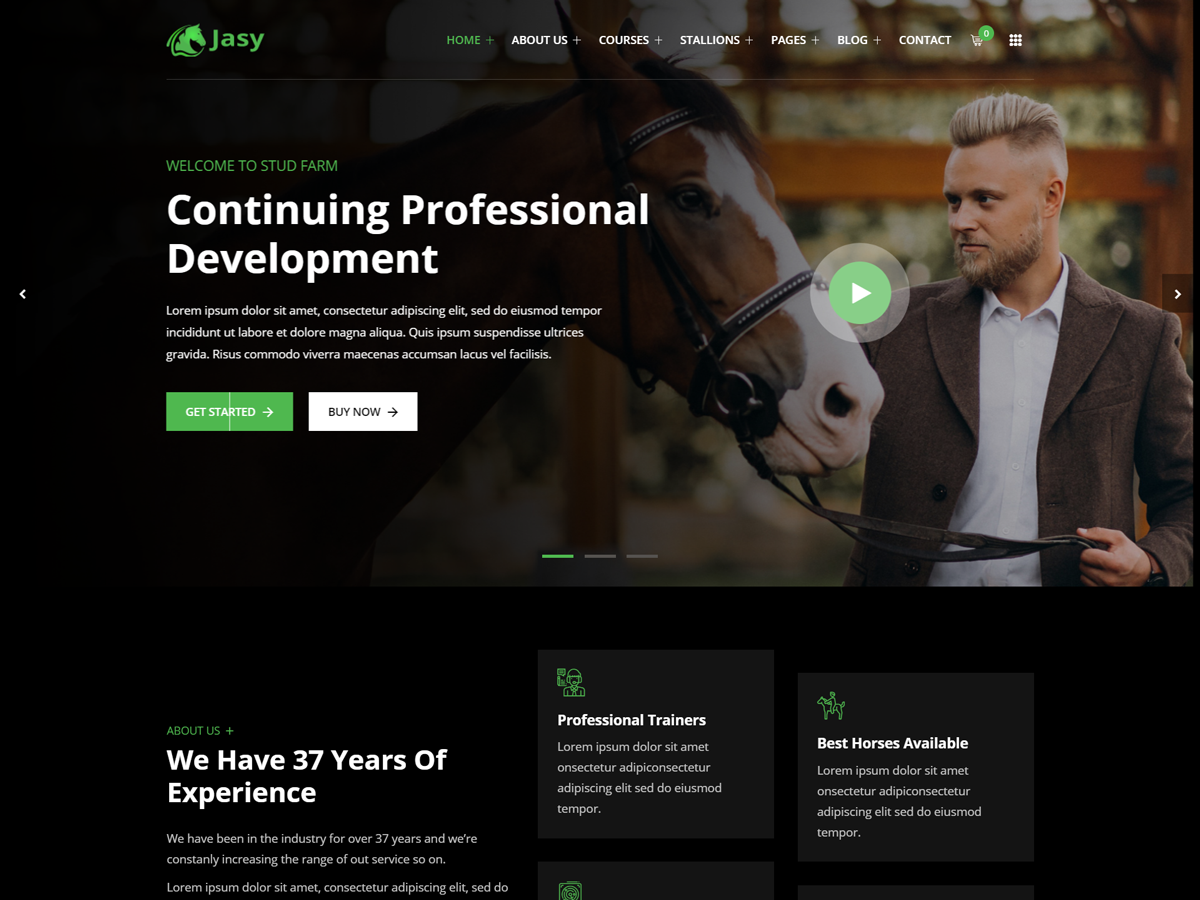 Jasy
HOME + ABOUT US + COURSES + STALLIONS + PAGES + BLOG + CONTACT 0
WELCOME TO STUD FARM
Continuing Professional
Development
Lorem ipsum dolor sit amet, consectetur adipiscing elit, sed do eiusmod tempor
incididunt ut labore et dolore magna aliqua. Quis ipsum suspendisse ultrices
gravida. Risus commodo viverra maecenas accumsan lacus vel facilisis.
GET STARTED → BUY NOW →
ABOUT US +
We Have 37 Years Of
Experience
We have been in the industry for over 37 years and we’re
constanly increasing the range of out service so on.
Lorem ipsum dolor sit amet, consectetur adipiscing elit, sed do
Professional Trainers
Lorem ipsum dolor sit amet
onsectetur adipiconsectetur
adipiscing elit sed do eiusmod
tempor.
Best Horses Available
Lorem ipsum dolor sit amet
onsectetur adipiconsectetur
adipiscing elit sed do eiusmod
tempor.